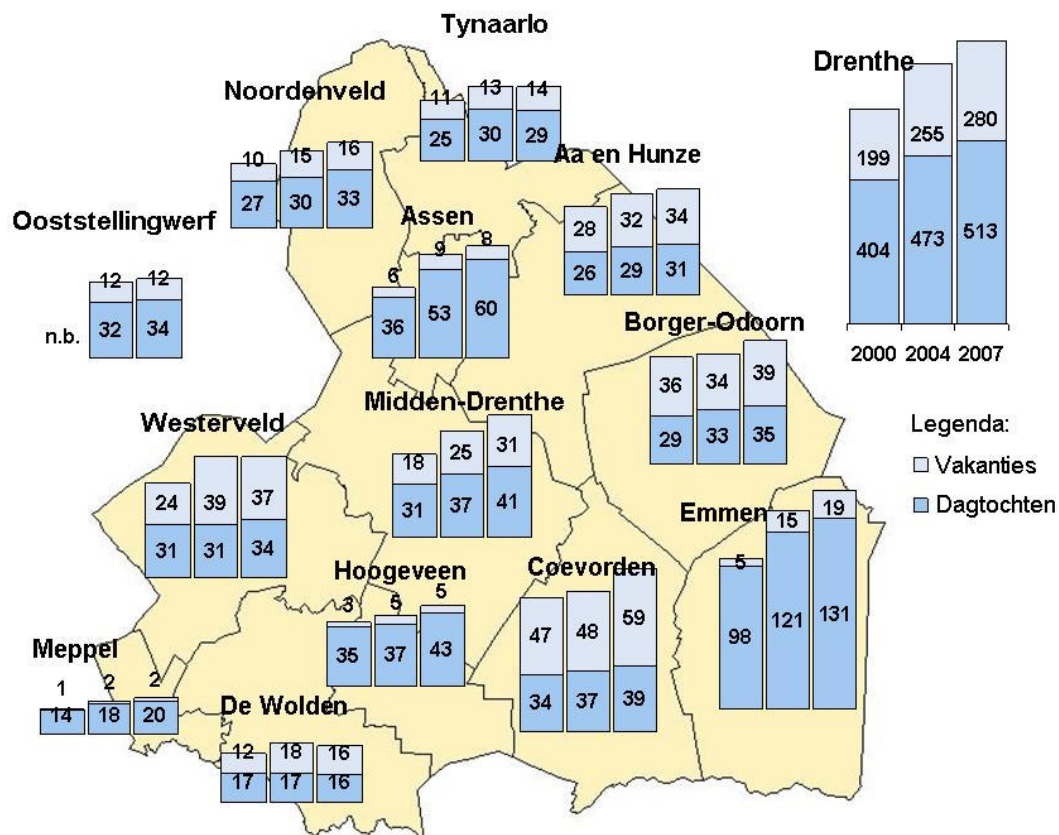 Tynaarlo
11 13 14
25 30 29
Drenthe
199 255 280
404 473 513
2000 2004 2007
Noordenveld
10 15 16
27 30 33
Aa en Hunze
28 32 34
26 29 31
Ooststellingwerf
12 12
n.b. 32 34
Assen
6 9 8
36 53 60
Borger-Odoorn
36 34 39
29 33 35
Legenda:
Vakanties
Dagtochten
Westerveld
24 39 37
31 31 34
Midden-Drenthe
18 25 31
31 37 41
Emmen
5 15 19
98 121 131
Hoogeveen
3 5 5
35 37 43
Coevorden
47 48 59
34 37 39
Meppel
1 2 2
14 18 20
De Wolden
12 18 16
17 17 16